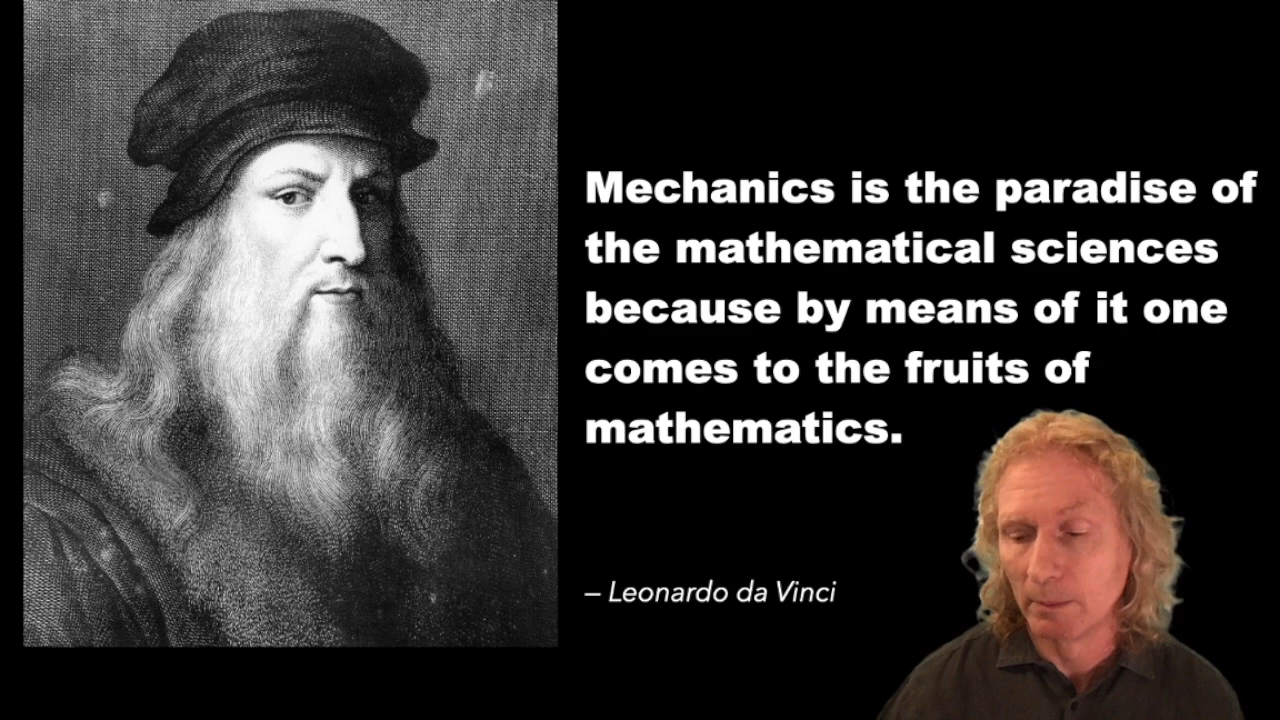 Mechanics is the paradise of
the mathematical sciences
because by means of it one
comes to the fruits of
mathematics.
– Leonardo da Vinci